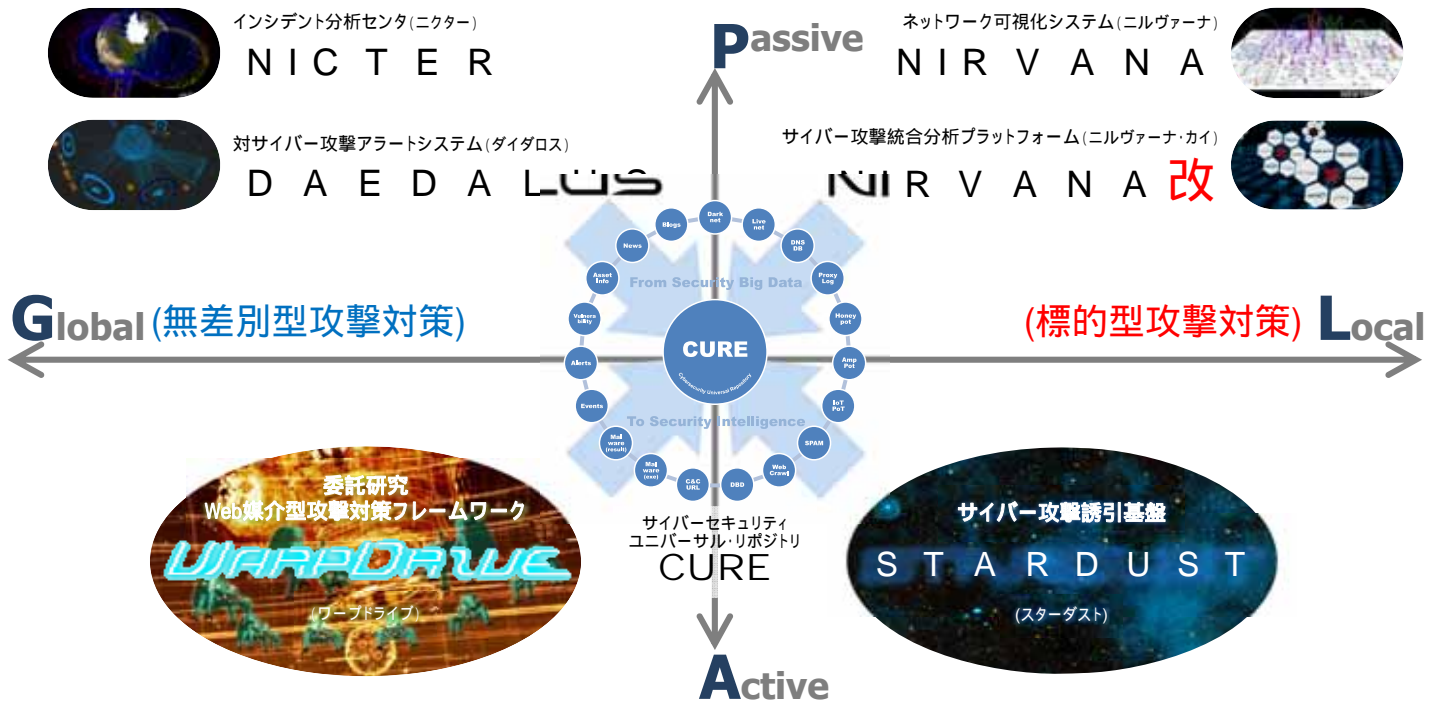 インシデント分析センタ(ニクター)
NICTER
対サイバー攻撃アラートシステム(ダイダロス)
DAEDALUS
Passive
ネットワーク可視化システム(ニルヴァーナ)
NIRVANA
サイバー攻撃統合分析プラットフォーム(ニルヴァーナ・カイ)
NIRVANA改
Global (無差別型攻撃対策)
(標的型攻撃対策) Local
From Security Big Data
CURE
Cybersecurity Universal Repository
To Security Intelligence
Dark
net
Live
net
DNS
DB
Proxy
Log
Honey
pot
Amp
Pot
IoT
PoT
SPAM
Web
Crawl
DBD
C&C
URL
Mal
ware
(exe)
Mal
ware
(result)
Events
Alerts
Vulnera
bility
Asset
Info
News
Blogs
委託研究
Web媒介型攻撃対策フレームワーク
WARPDRIVE
(ワープドライブ)
サイバーセキュリティ
ユニバーサル・リポジトリ
CURE
サイバー攻撃誘引基盤
STARDUST
(スターダスト)
Active